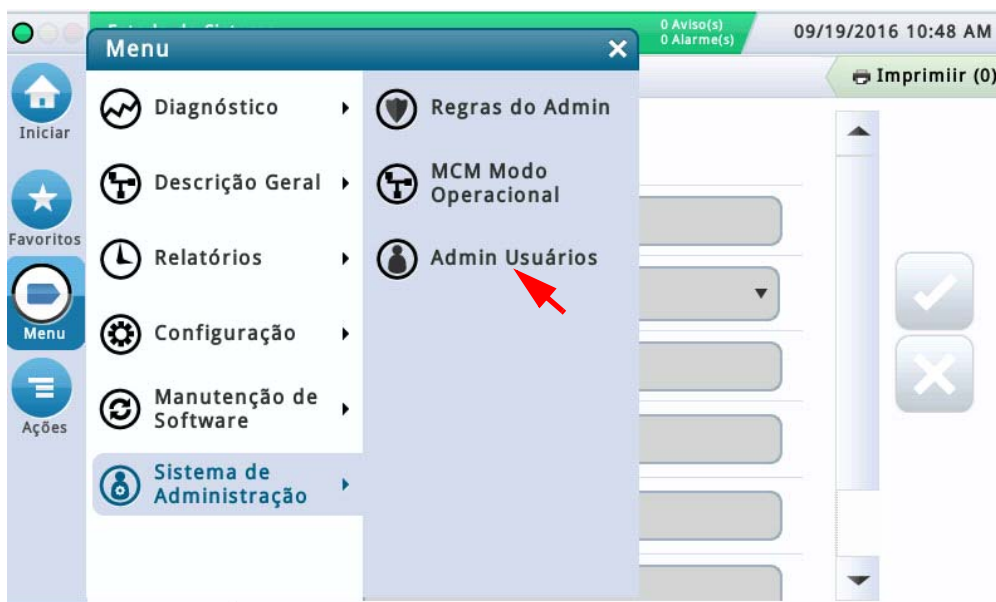 0 Aviso(s)
0 Alarme(s)
09/19/2016 10:48 AM
Menu
Imprimiir (0)
Iniciar
Favoritos
Menu
Ações
Diagnóstico
Descrição Geral
Relatórios
Configuração
Manutenção de
Software
Sistema de
Administração
Regras do Admin
MCM Modo
Operacional
Admin Usuários